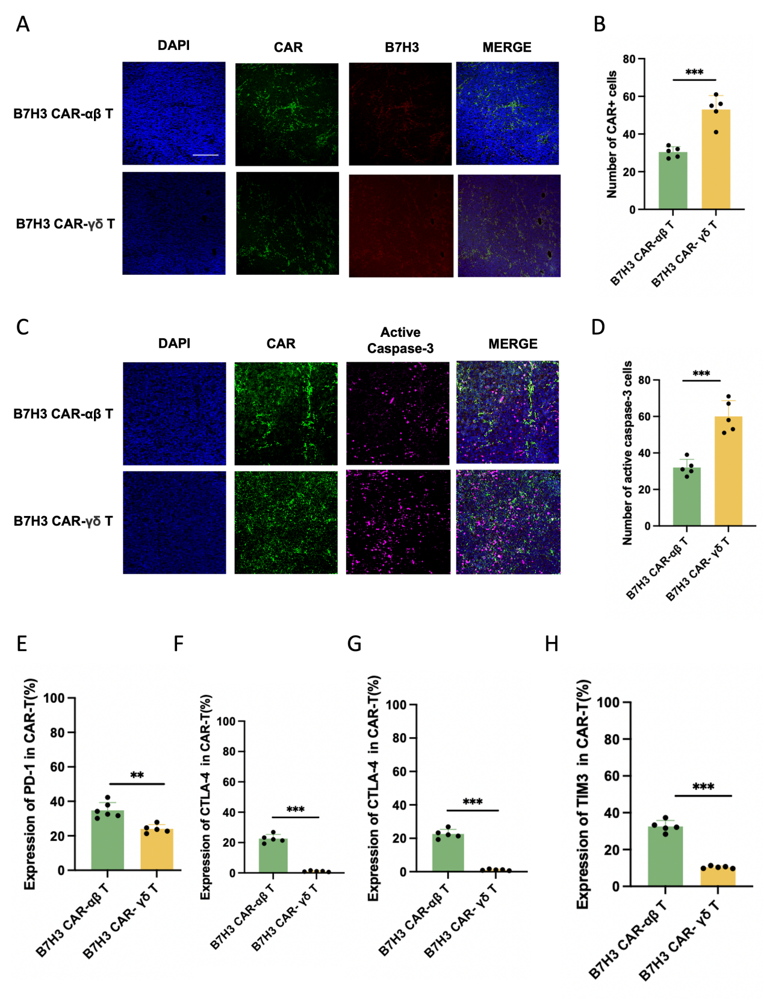 A
B
DAPI
CAR
B7H3
MERGE
B7H3 CAR-αβ T
B7H3 CAR-γδ T
Number of CAR+ cells
80
60
40
20
0
***
B7H3 CAR-αβ T
B7H3 CAR- γδ T
C
D
DAPI
CAR
Active
Caspase-3
MERGE
B7H3 CAR-αβ T
B7H3 CAR-γδ T
Number of active caspase-3 cells
80
60
40
20
0
***
B7H3 CAR-αβ T
B7H3 CAR- γδ T
E
F
G
H
Expression of PD-1 in CAR-T(%)
100
80
60
40
20
0
**
B7H3 CAR-αβ T
B7H3 CAR- γδ T
Expression of CTLA-4 in CAR-T(%)
100
80
60
40
20
0
***
B7H3 CAR-αβ T
B7H3 CAR- γδ T
Expression of CTLA-4 in CAR-T(%)
100
80
60
40
20
0
***
B7H3 CAR-αβ T
B7H3 CAR- γδ T
Expression of TIM3 in CAR-T(%)
100
80
60
40
20
0
***
B7H3 CAR-αβ T
B7H3 CAR- γδ T